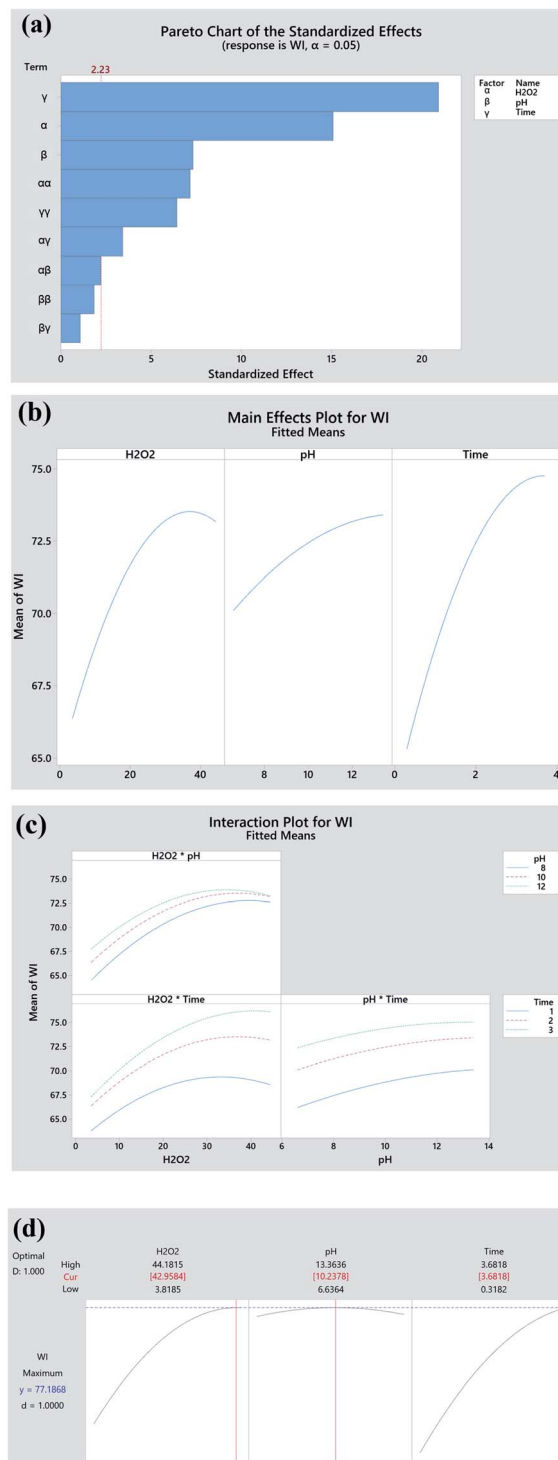 (a)
Pareto Chart of the Standardized Effects
(response is WI, α = 0.05)
Term
2.23
Factor Name
α H2O2
β pH
γ Time
γ
α
β
αα
γγ
αγ
αβ
ββ
βγ
0 5 10 15 20
Standardized Effect
(b)
Main Effects Plot for WI
Fitted Means
H2O2 pH Time
Mean of WI
75.0
72.5
70.0
67.5
65.0
0 20 40 8 10 12 0 2 4
(c)
Interaction Plot for WI
Fitted Means
H2O2 * pH
pH
8
10
12
75.0
72.5
70.0
67.5
65.0
Mean of WI
H2O2 * Time pH * Time
Time
1
2
3
75.0
72.5
70.0
67.5
65.0
0 10 20 30 40 6 8 10 12 14
H2O2 pH
(d)
Optimal
D: 1.000
H2O2 pH Time
High 44.1815 13.3636 3.6818
Cur [42.9584] [10.2378] [3.6818]
Low 3.8185 6.6364 0.3182
WI
Maximum
y = 77.1868
d = 1.0000